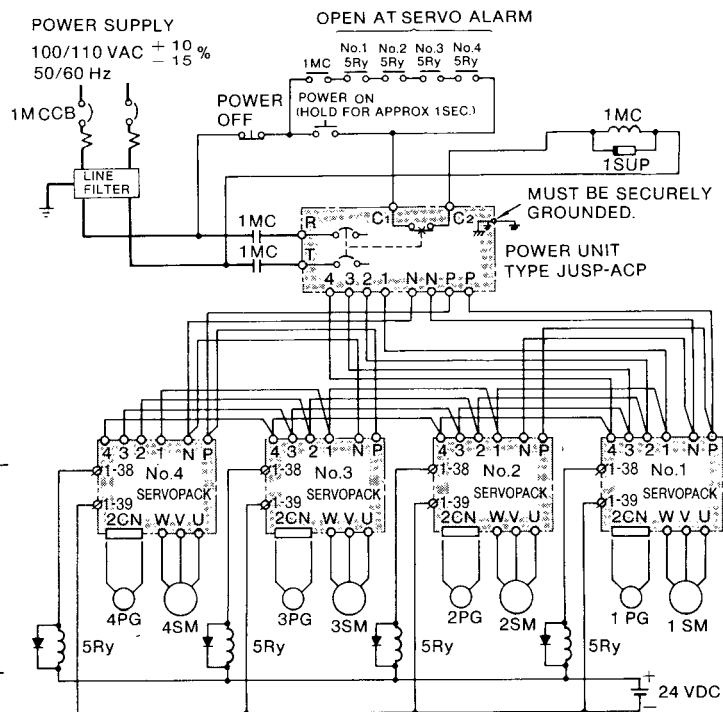 OPEN AT SERVO ALARM
POWER SUPPLY
100/110 VAC + 10 − 15 %
50/60 Hz
No.1 No.2 No.3 No.4
1MC 5Ry 5Ry 5Ry 5Ry
1MCCB
POWER OFF
POWER ON
(HOLD FOR APPROX 1SEC.)
1MC
1SUP
LINE FILTER
MUST BE SECURELY GROUNDED.
1MC R C1 C2
1MC T
POWER UNIT
TYPE JUSP-ACP
4 3 2 1 N N P P
4 3 2 1 N P
4 3 2 1 N P
4 3 2 1 N P
4 3 2 1 N P
1-38 No.4
SERVOPACK
1-39
2CN W V U
1-38 No.3
SERVOPACK
1-39
2CN W V U
1-38 No.2
SERVOPACK
1-39
2CN W V U
1-38 No.1
SERVOPACK
1-39
2CN W V U
4PG 4SM
3PG 3SM
2PG 2SM
1 PG 1 SM
5Ry 5Ry 5Ry 5Ry
+
24 VDC
−